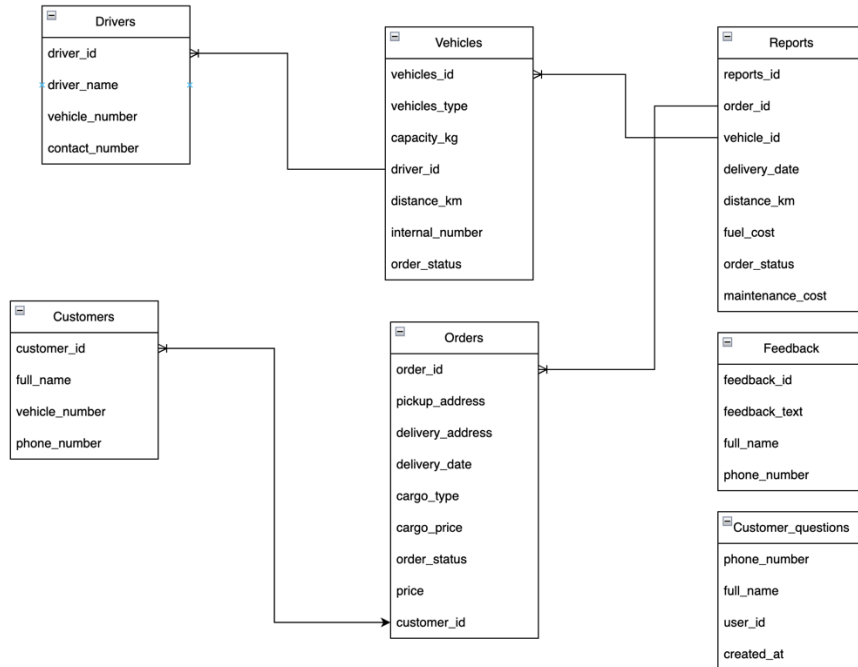 Drivers
driver_id
driver_name
vehicle_number
contact_number
Vehicles
vehicles_id
vehicles_type
capacity_kg
driver_id
distance_km
internal_number
order_status
Reports
reports_id
order_id
vehicle_id
delivery_date
distance_km
fuel_cost
order_status
maintenance_cost
Customers
customer_id
full_name
vehicle_number
phone_number
Orders
order_id
pickup_address
delivery_address
delivery_date
cargo_type
cargo_price
order_status
price
customer_id
Feedback
feedback_id
feedback_text
full_name
phone_number
Customer_questions
phone_number
full_name
user_id
created_at